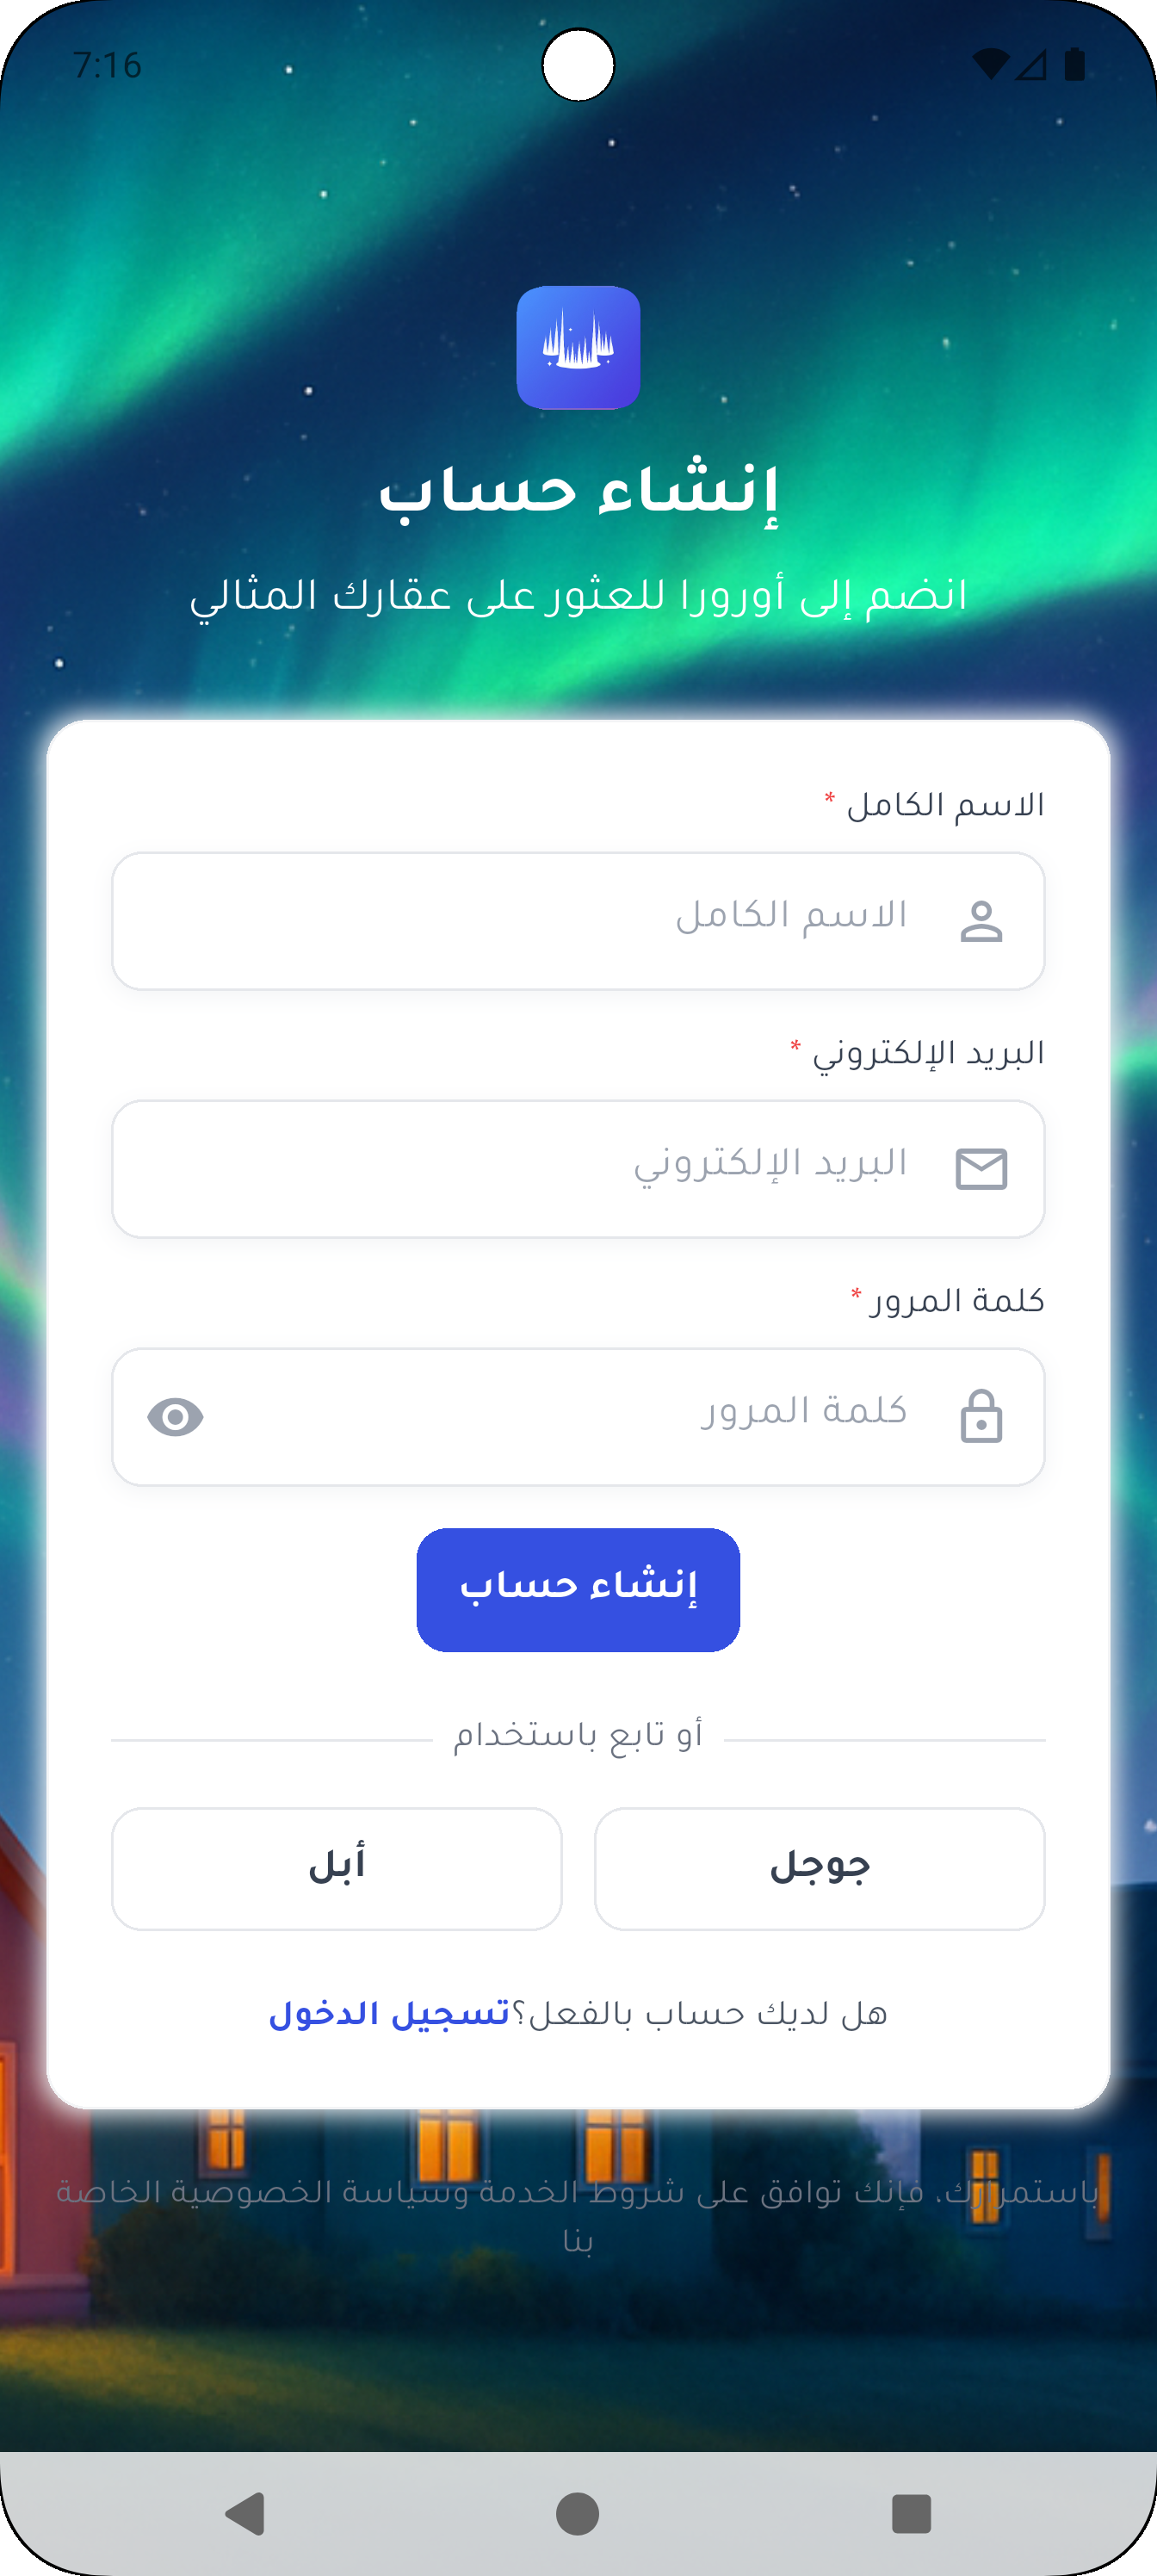 7:16
إنشاء حساب
انضم إلى أورورا للعثور على عقارك المثالي
الاسم الكامل *
الاسم الكامل
البريد الإلكتروني *
البريد الإلكتروني
كلمة المرور *
كلمة المرور
إنشاء حساب
أو تابع باستخدام
جوجل
أبل
هل لديك حساب بالفعل؟تسجيل الدخول
باستمرارك، فإنك توافق على شروط الخدمة وسياسة الخصوصية الخاصة
بنا